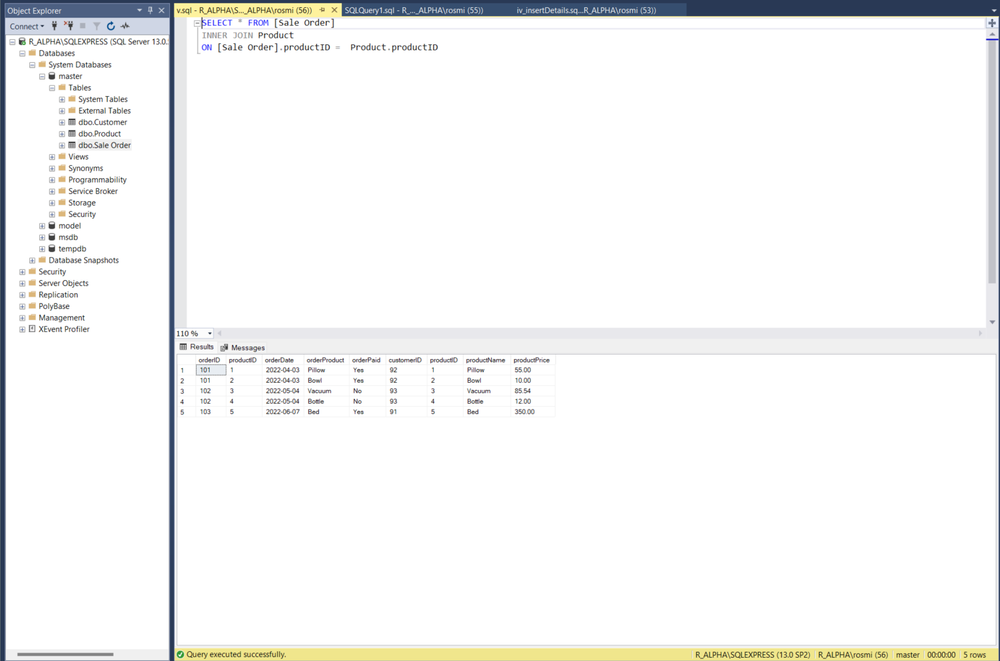 Object Explorer
Connect
R_ALPHA\SQLEXPRESS (SQL Server 13.0.
Databases
System Databases
master
Tables
System Tables
External Tables
dbo.Customer
dbo.Product
dbo.Sale Order
Views
Synonyms
Programmability
Service Broker
Storage
Security
model
msdb
tempdb
Database Snapshots
Security
Server Objects
Replication
PolyBase
Management
XEvent Profiler
v.sql - R_ALPHA\S..._ALPHA\rosmi (56)) SQLQuery1.sql - R_..._ALPHA\rosmi (55)) iv_insertDetails.sq...R_ALPHA\rosmi (53))
SELECT * FROM [Sale Order]
INNER JOIN Product
ON [Sale Order].productID = Product.productID
110 %
Results Messages
orderID productID orderDate orderProduct orderPaid customerID productID productName productPrice
1 101 1 2022-04-03 Pillow Yes 92 1 Pillow 55.00
2 101 2 2022-04-03 Bowl Yes 92 2 Bowl 10.00
3 102 3 2022-05-04 Vacuum No 93 3 Vacuum 85.54
4 102 4 2022-05-04 Bottle No 93 4 Bottle 12.00
5 103 5 2022-06-07 Bed Yes 91 5 Bed 350.00
Query executed successfully. R_ALPHA\SQLEXPRESS (13.0 SP2) R_ALPHA\rosmi (56) master 00:00:00 5 rows